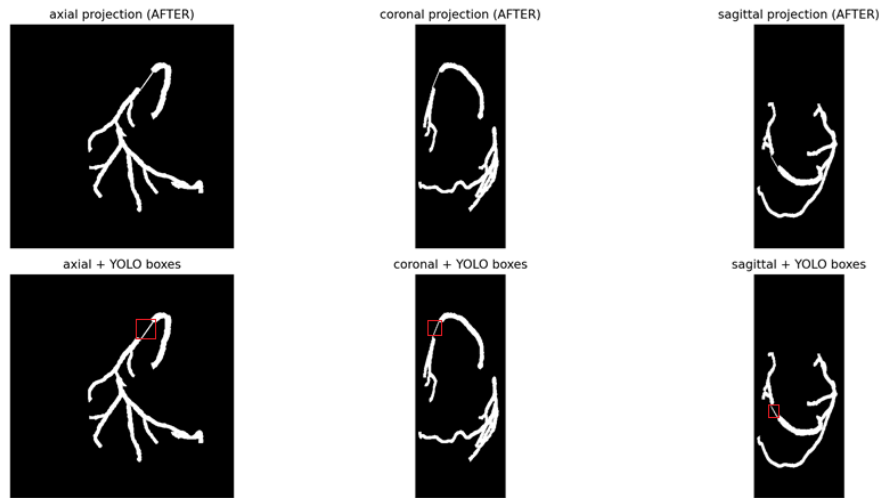 axial projection (AFTER)
coronal projection (AFTER)
sagittal projection (AFTER)
axial + YOLO boxes
coronal + YOLO boxes
sagittal + YOLO boxes